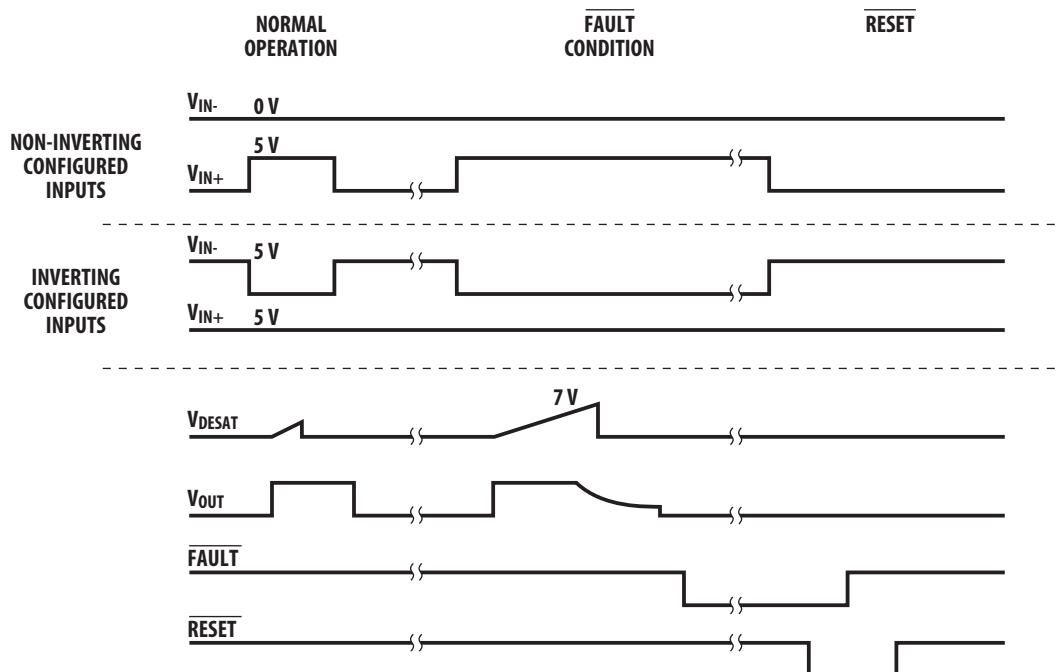 NORMAL
OPERATION
FAULT
CONDITION
RESET
VIN- 0 V
NON-INVERTING
CONFIGURED
INPUTS
5 V
VIN+
VIN- 5 V
INVERTING
CONFIGURED
INPUTS
VIN+ 5 V
7 V
VDESAT
VOUT
FAULT
RESET